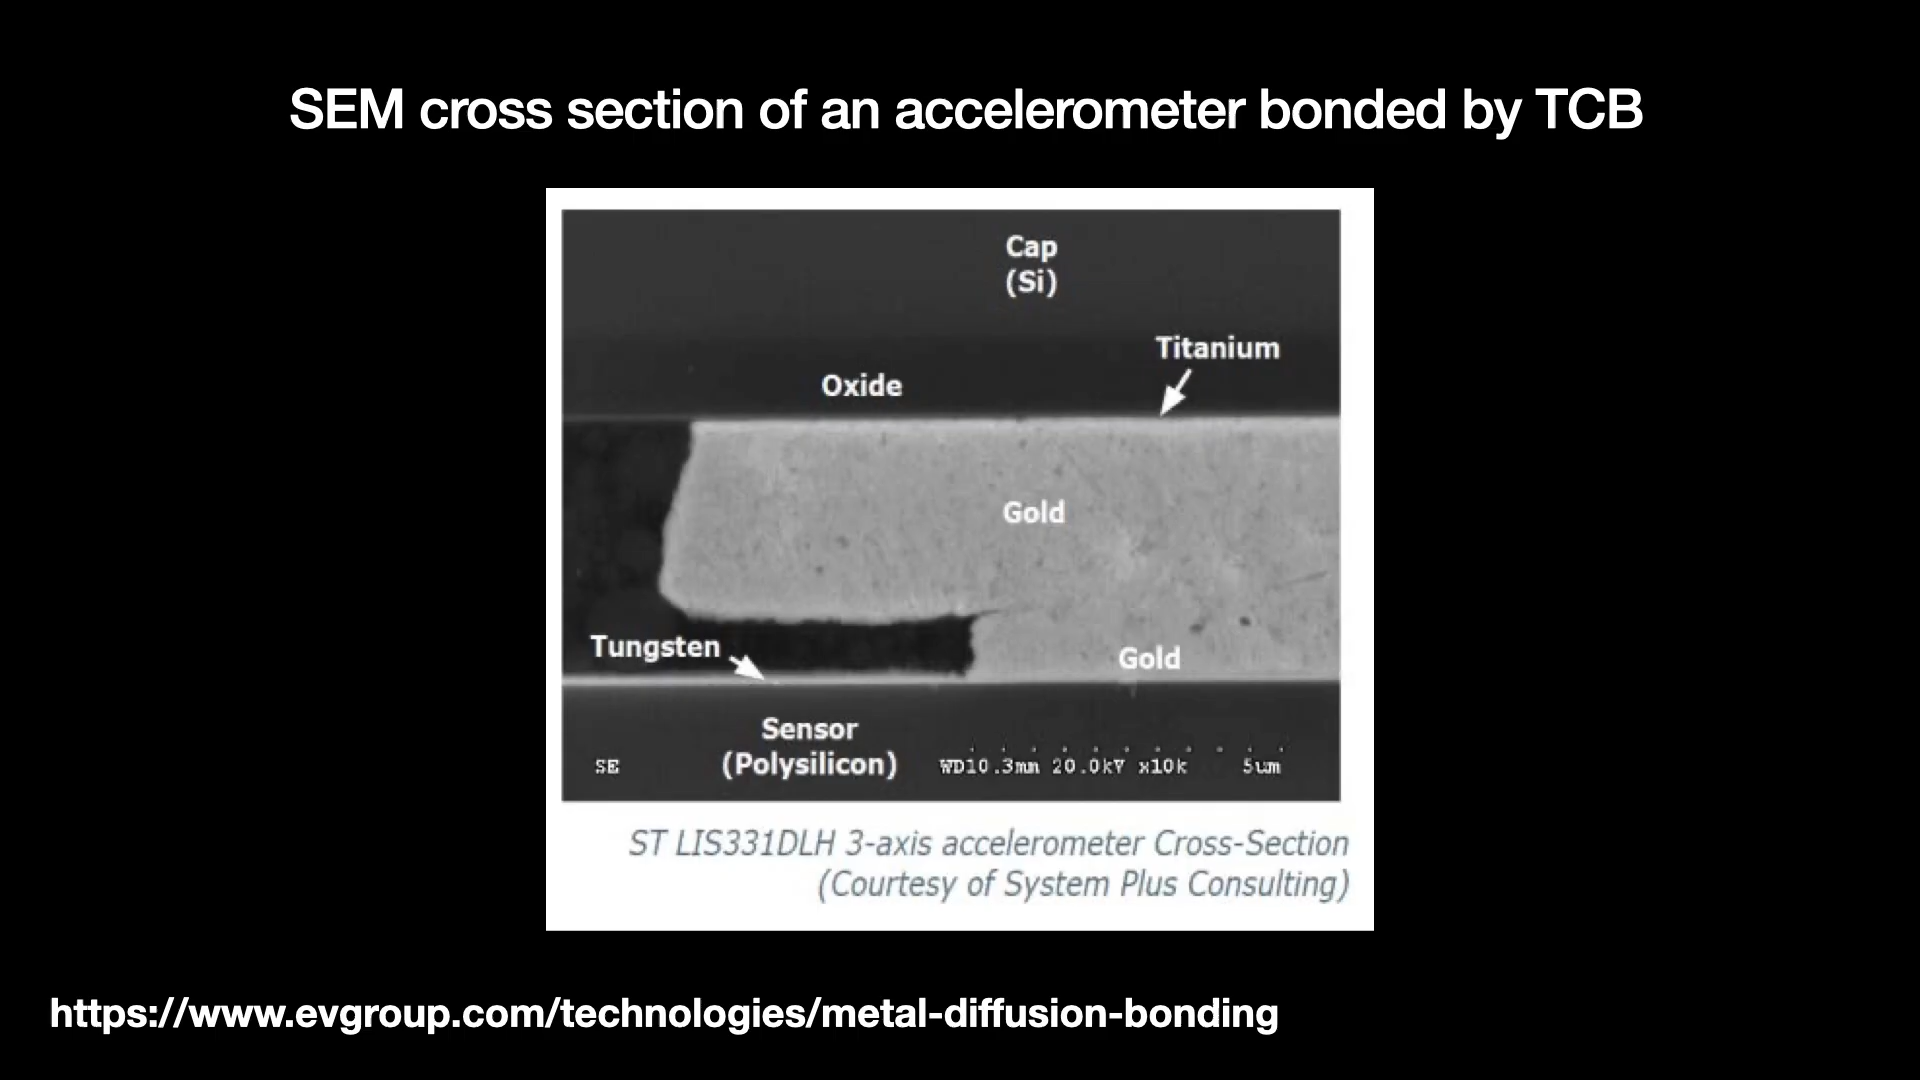 SEM cross section of an accelerometer bonded by TCB
Cap
(Si)
Titanium
Oxide
Gold
Tungsten
Gold
Sensor
(Polysilicon)
SE
WD10.3mm 20.0kV x10k 5um
ST LIS331DLH 3-axis accelerometer Cross-Section
(Courtesy of System Plus Consulting)
https://www.evgroup.com/technologies/metal-diffusion-bonding